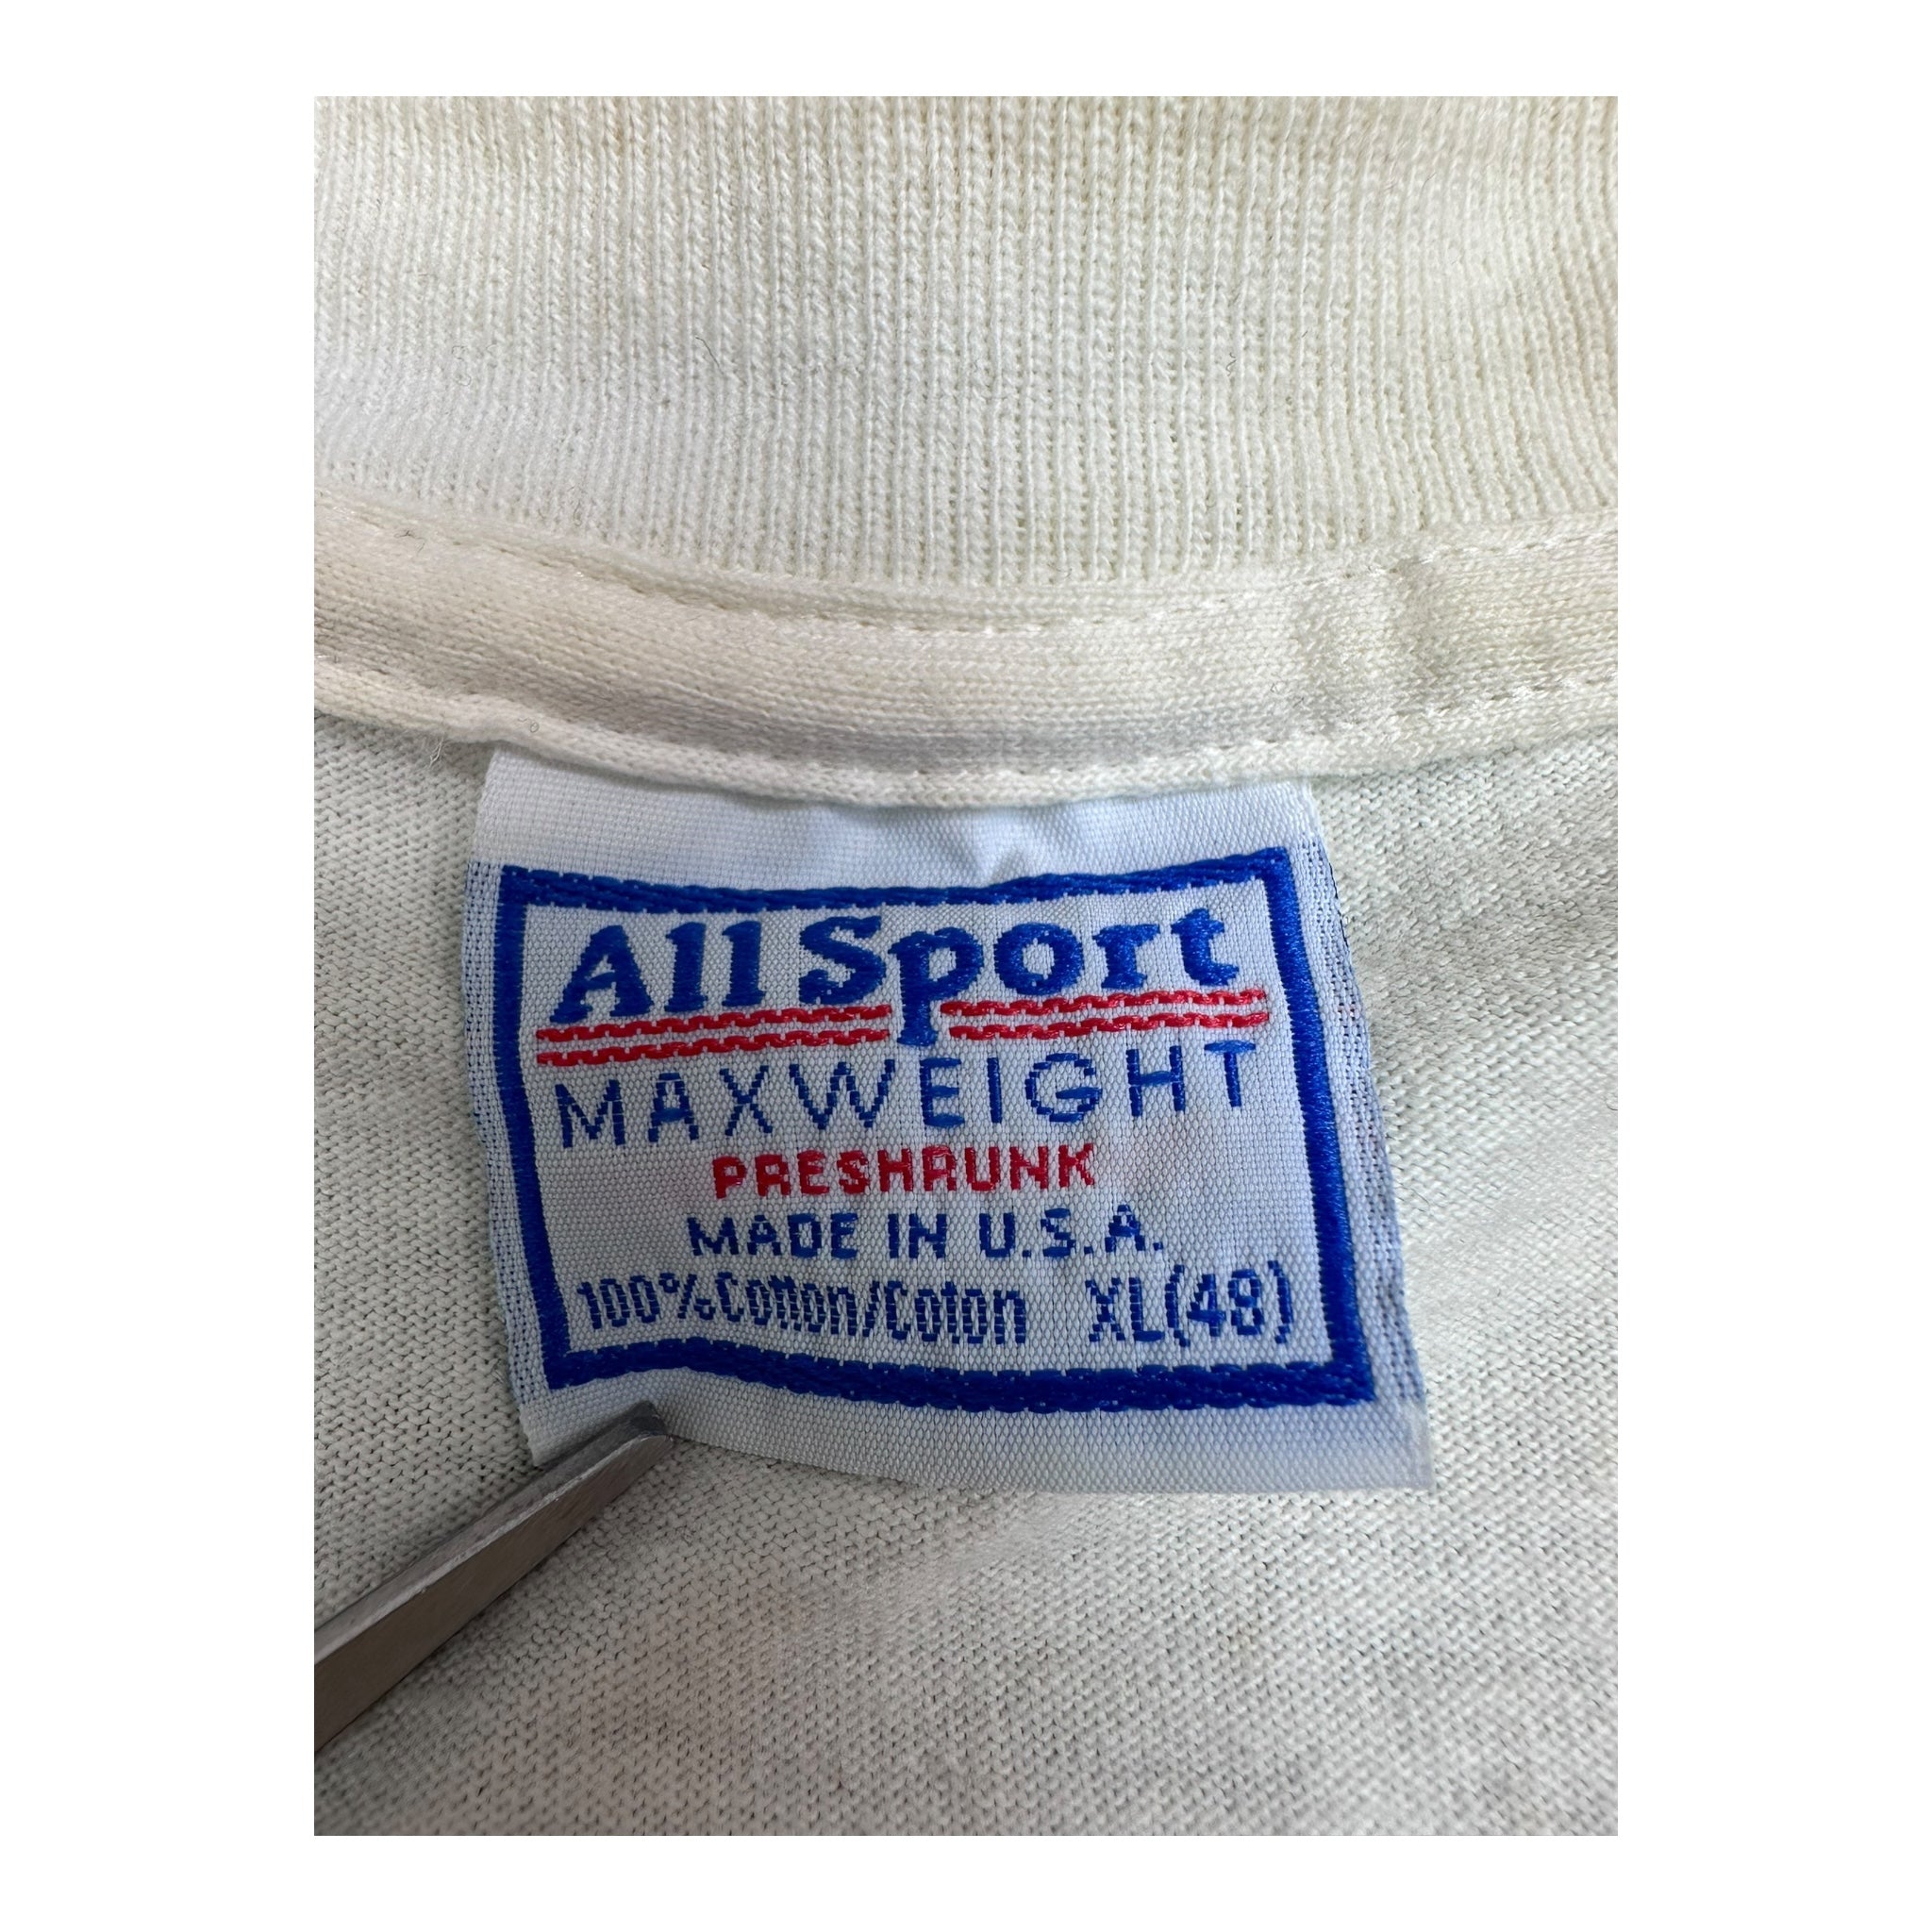 All Sport
MAXWEIGHT
PRESHRUNK
MADE IN U.S.A.
100% Cotton/Coton XL(48)